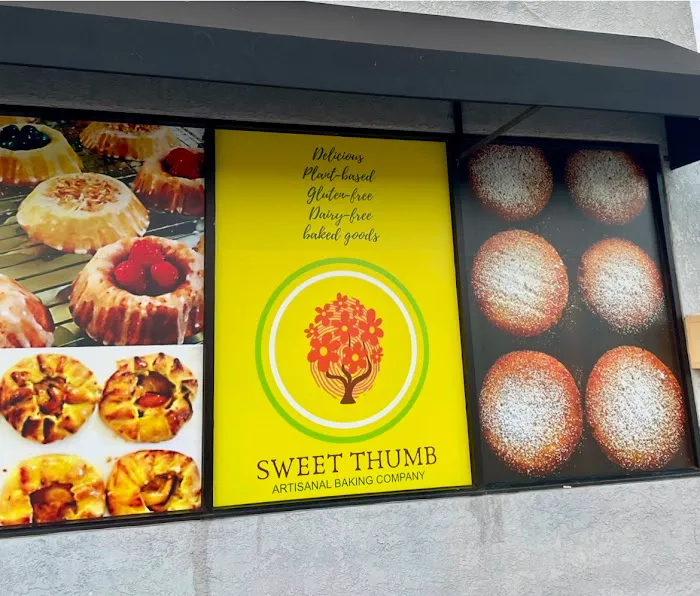 Delicious
Plant-based
Gluten-free
Dairy-free
baked goods
SWEET THUMB
ARTISANAL BAKING COMPANY